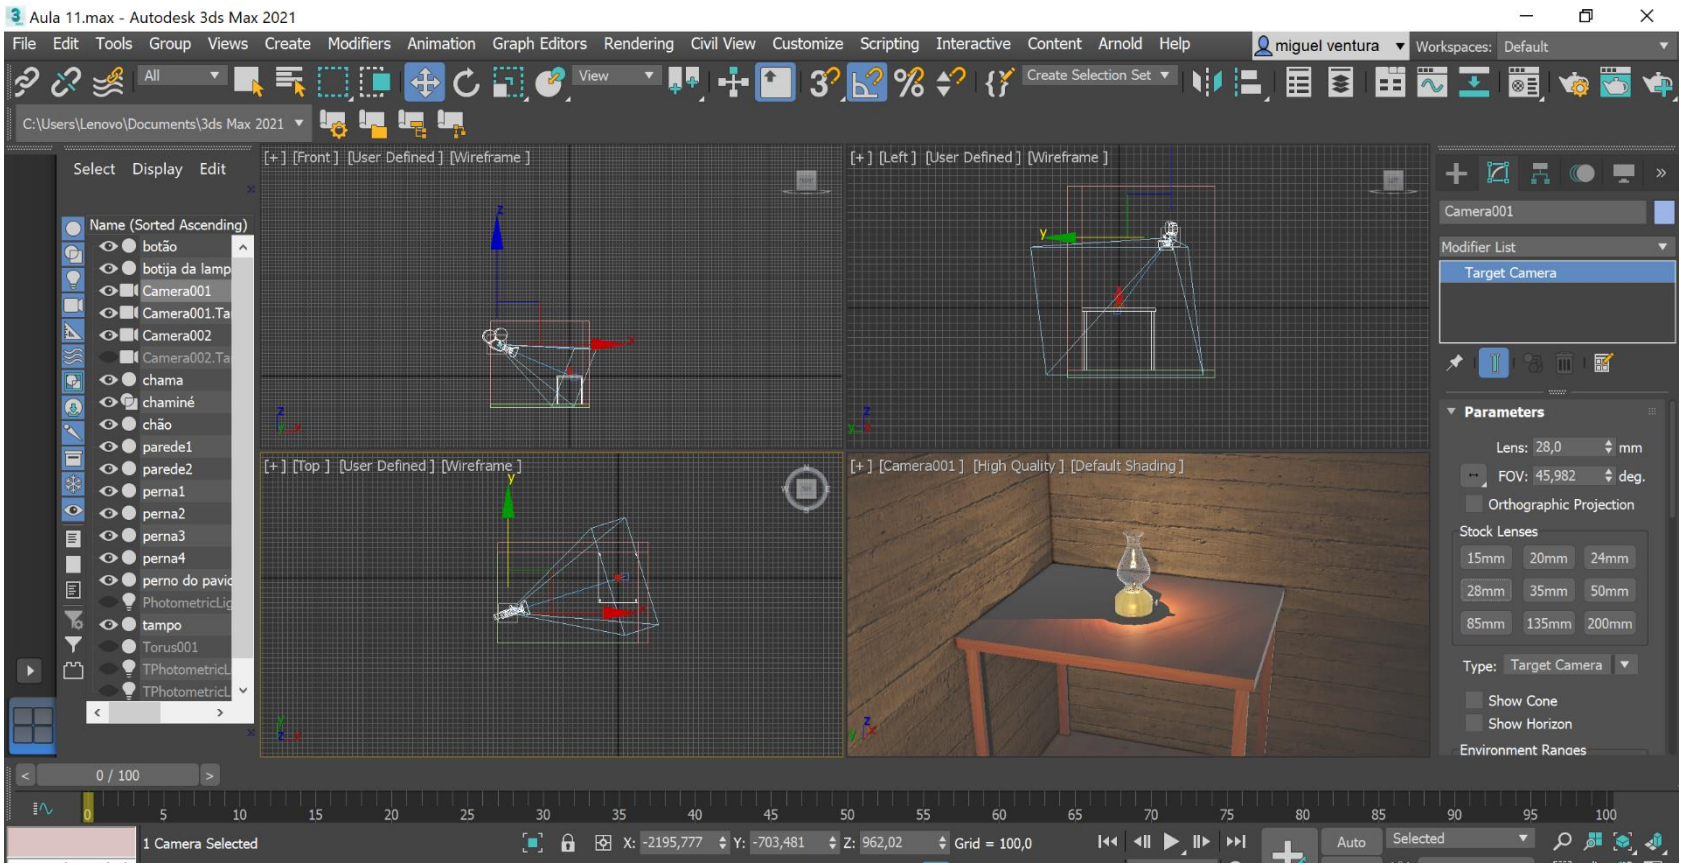 3 Aula 11.max - Autodesk 3ds Max 2021
File Edit Tools Group Views Create Modifiers Animation Graph Editors Rendering Civil View Customize Scripting Interactive Content Arnold Help miguel ventura Workspaces: Default
All View Create Selection Set
C:\Users\Lenovo\Documents\3ds Max 2021
Select Display Edit
Name (Sorted Ascending)
botão
botija da lamp
Camera001
Camera001.Ta
Camera002
Camera002.Ta
chama
chaminé
chão
parede1
parede2
perna1
perna2
perna3
perna4
perno do pavio
PhotometricLig
tampo
Torus001
TPhotometricL
TPhotometricL
[+] [Front] [User Defined] [Wireframe]
z
x
z
y x
[+] [Left] [User Defined] [Wireframe]
y
z
[+] [Top] [User Defined] [Wireframe]
y
x
y
z x
[+] [Camera001] [High Quality] [Default Shading]
z
y x
Camera001
Modifier List
Target Camera
Parameters
Lens: 28,0 mm
FOV: 45,982 deg.
Orthographic Projection
Stock Lenses
15mm 20mm 24mm
28mm 35mm 50mm
85mm 135mm 200mm
Type: Target Camera
Show Cone
Show Horizon
Environment Ranges
< 0 / 100 >
0 5 10 15 20 25 30 35 40 45 50 55 60 65 70 75 80 85 90 95 100
1 Camera Selected X: -2195,777 Y: -703,481 Z: 962,02 Grid = 100,0 Auto Selected